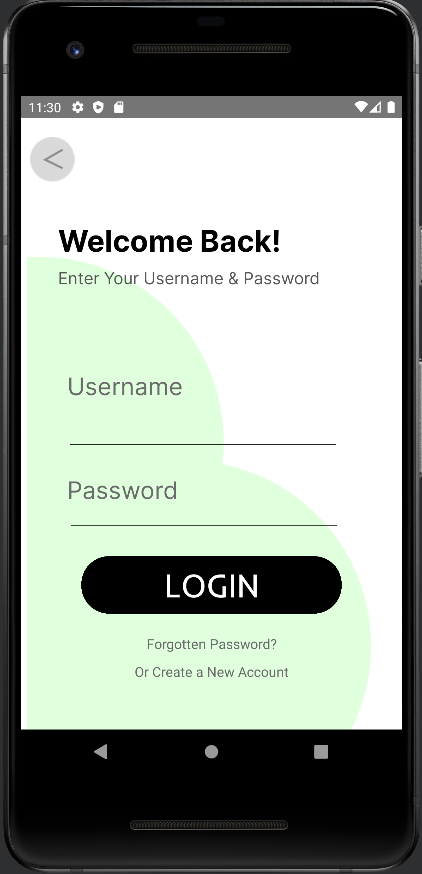 11:30
Welcome Back!
Enter Your Username & Password
Username
Password
LOGIN
Forgotten Password?
Or Create a New Account